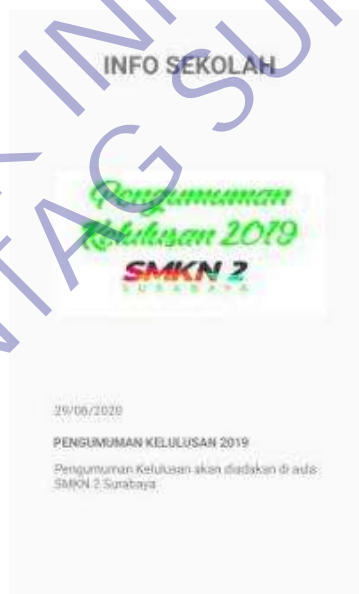 INFO SEKOLAH
Pengumuman
Kelulusan 2019
SMKN 2
SURABAYA
29/06/2020
PENGUMUMAN KELULUSAN 2019
Pengumuman Kelulusan akan diadakan di aula
SMKN 2 Surabaya